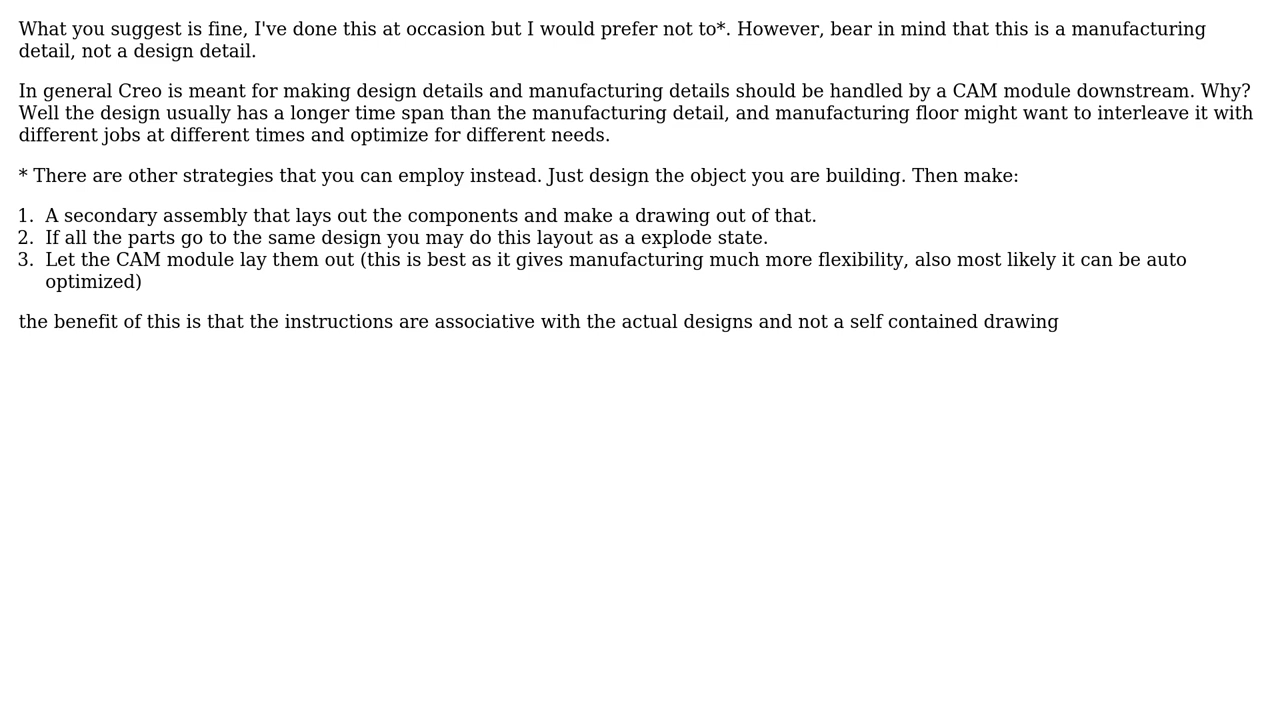 What you suggest is fine, I've done this at occasion but I would prefer not to*. However, bear in mind that this is a manufacturing
detail, not a design detail.
In general Creo is meant for making design details and manufacturing details should be handled by a CAM module downstream. Why?
Well the design usually has a longer time span than the manufacturing detail, and manufacturing floor might want to interleave it with
different jobs at different times and optimize for different needs.
* There are other strategies that you can employ instead. Just design the object you are building. Then make:
1. A secondary assembly that lays out the components and make a drawing out of that.
2. If all the parts go to the same design you may do this layout as a explode state.
3. Let the CAM module lay them out (this is best as it gives manufacturing much more flexibility, also most likely it can be auto
optimized)
the benefit of this is that the instructions are associative with the actual designs and not a self contained drawing